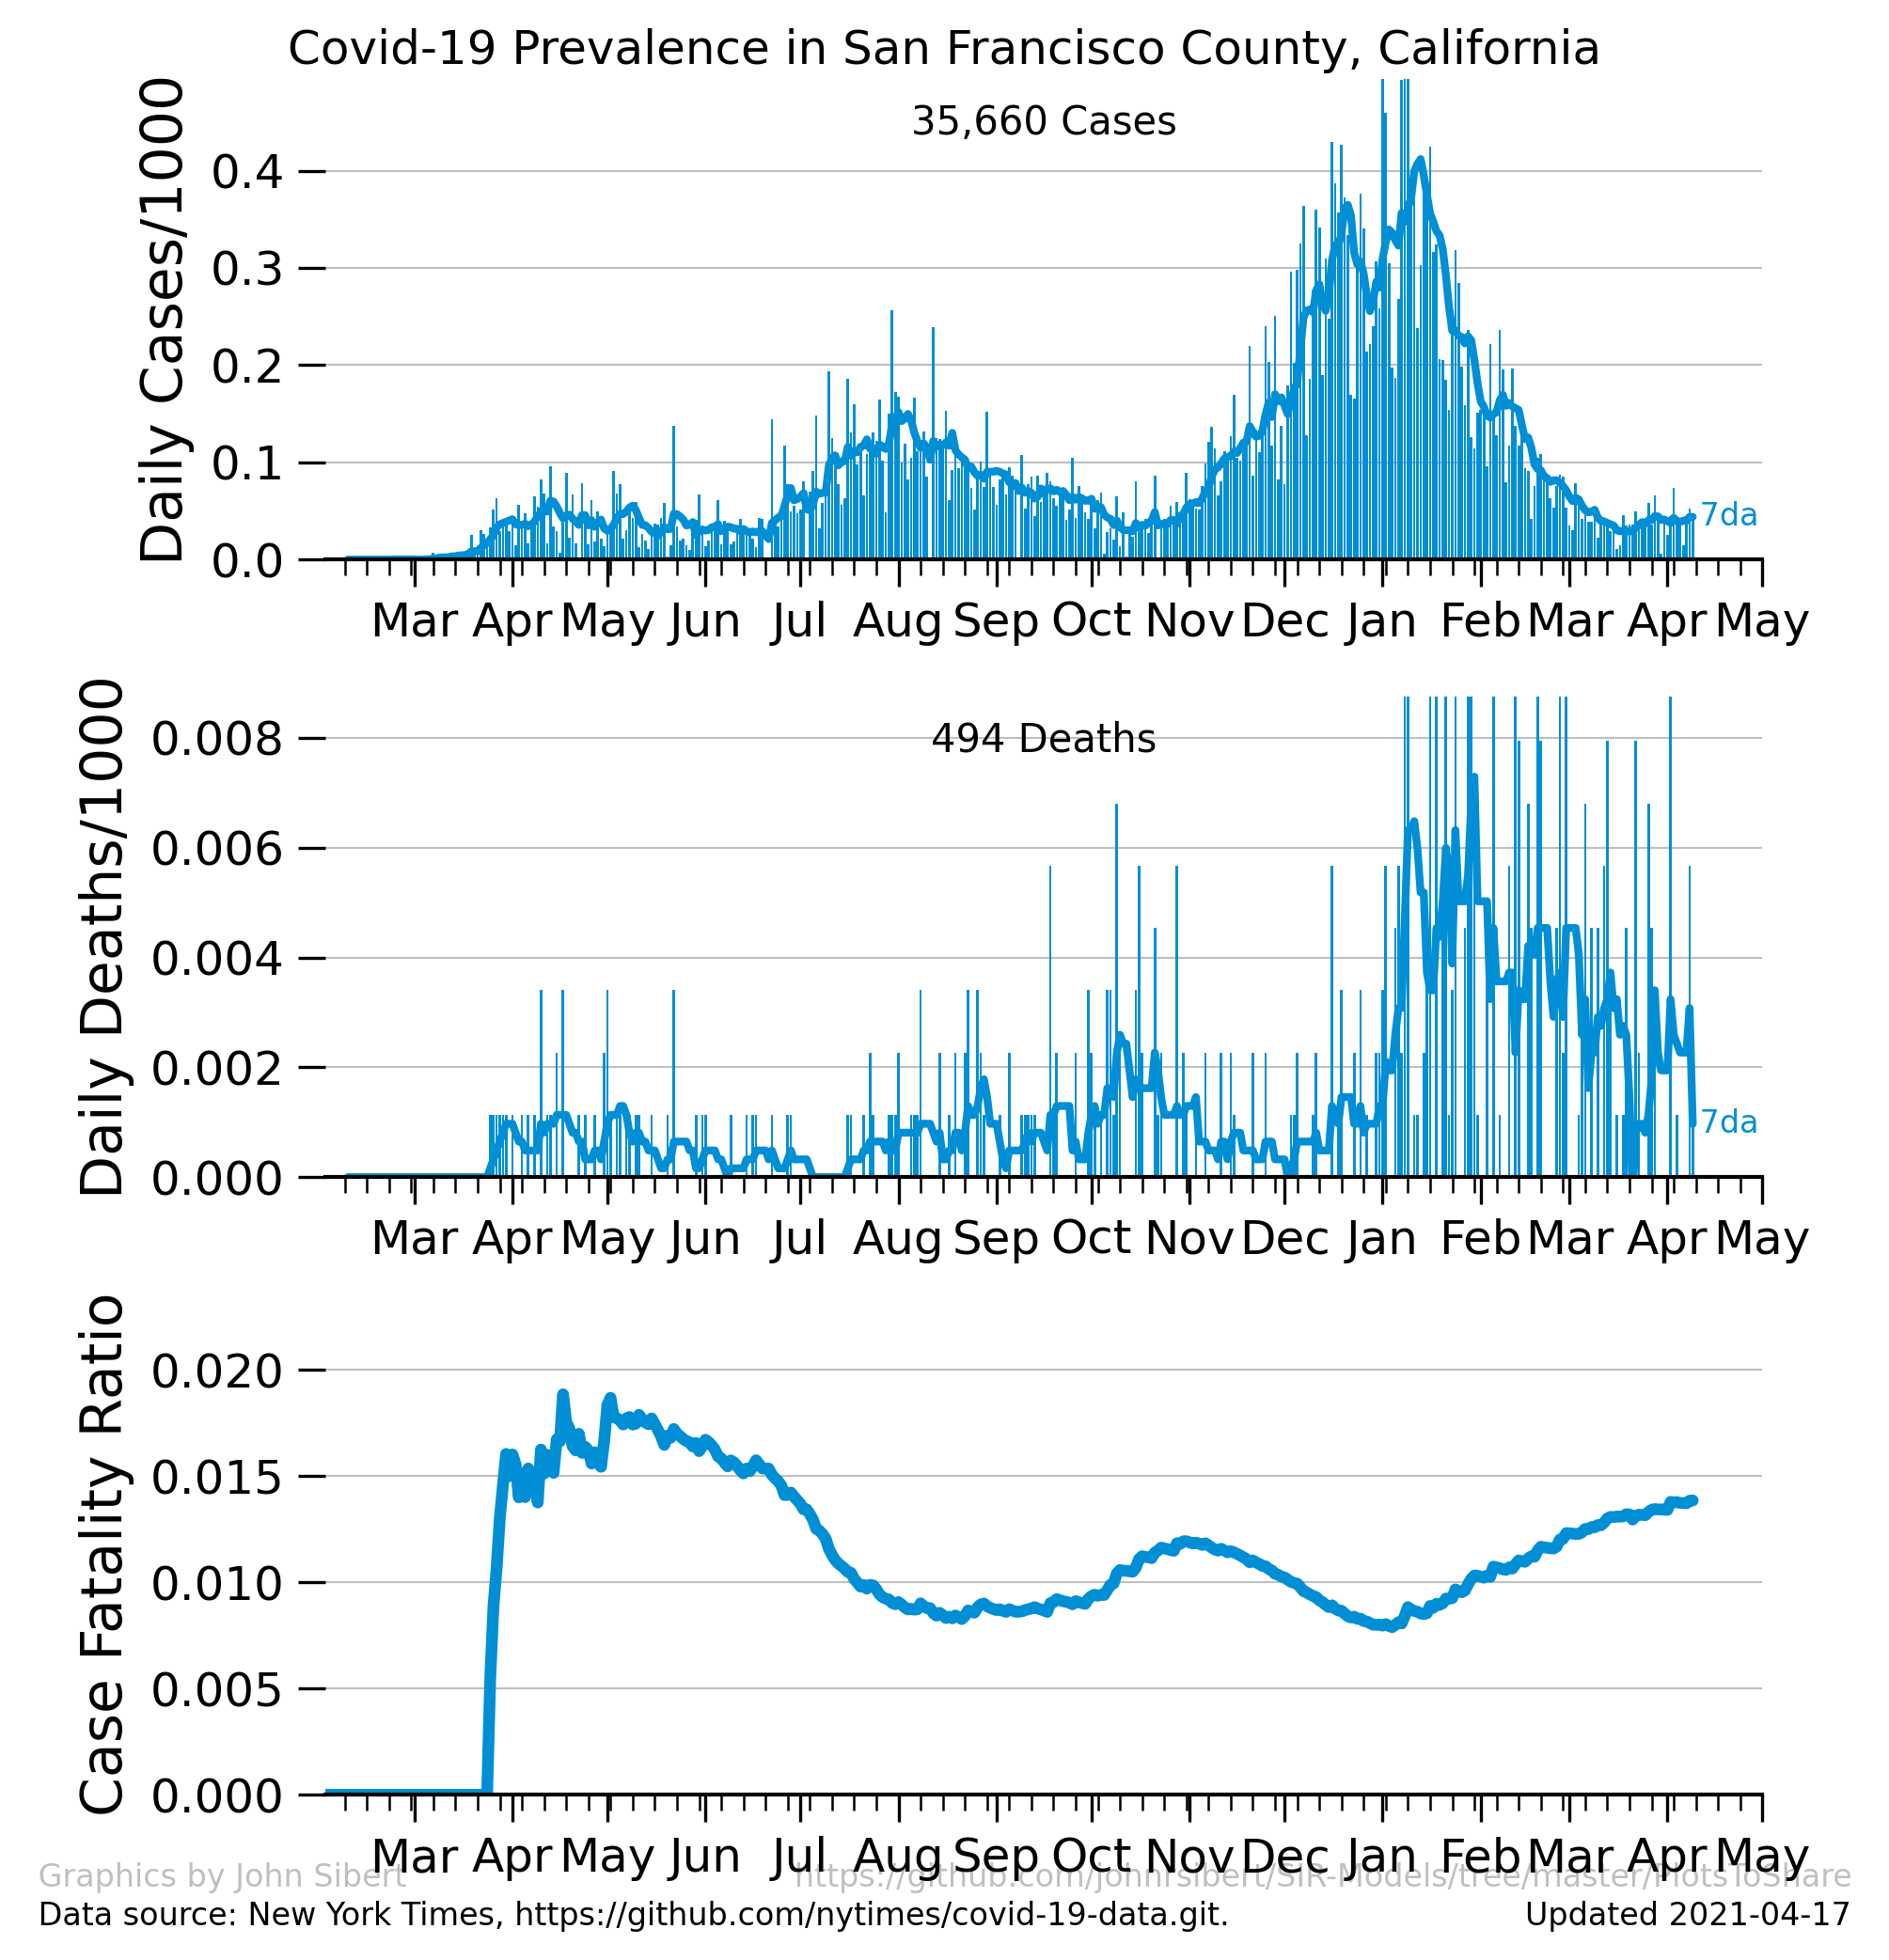 Covid-19 Prevalence in San Francisco County, California
35,660 Cases
Daily Cases/1000
0.4
0.3
0.2
0.1
0.0
7da
Mar Apr May Jun Jul Aug Sep Oct Nov Dec Jan Feb Mar Apr May
494 Deaths
Daily Deaths/1000
0.008
0.006
0.004
0.002
0.000
7da
Mar Apr May Jun Jul Aug Sep Oct Nov Dec Jan Feb Mar Apr May
Case Fatality Ratio
0.020
0.015
0.010
0.005
0.000
Mar Apr May Jun Jul Aug Sep Oct Nov Dec Jan Feb Mar Apr May
Graphics by John Sibert https://github.com/johnrsibert/SIR-Models/tree/master/PlotsToShare
Data source: New York Times, https://github.com/nytimes/covid-19-data.git. Updated 2021-04-17